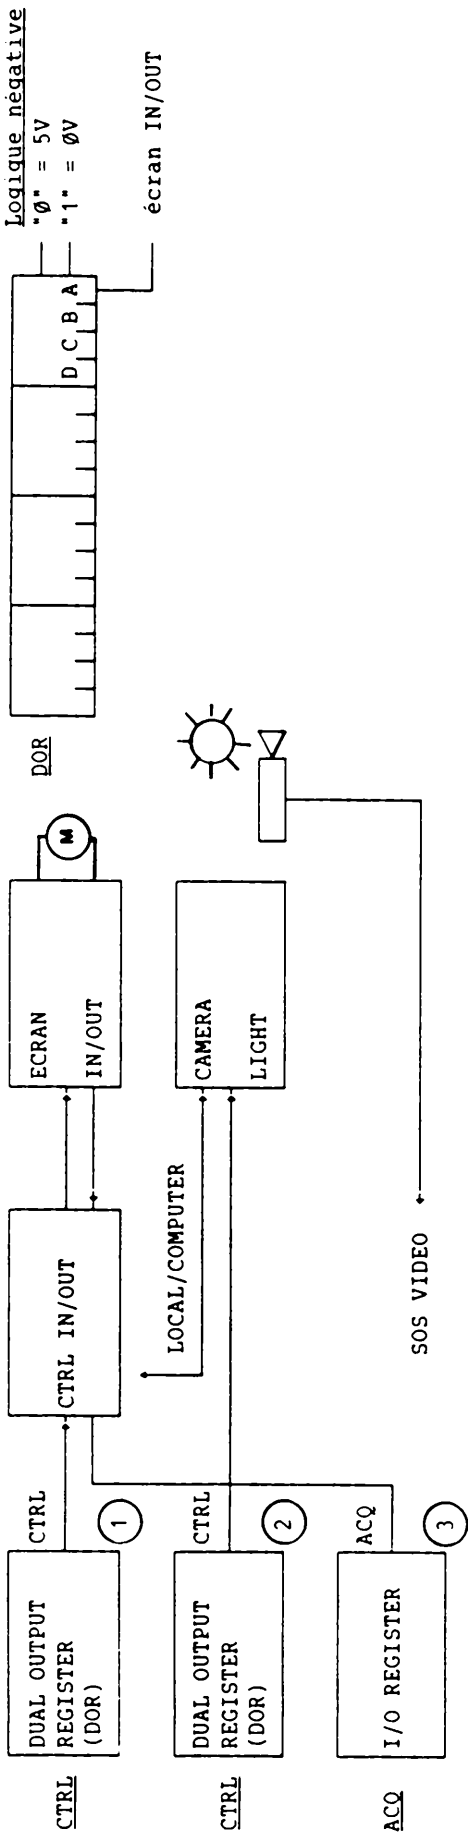 CTRL
DUAL OUTPUT
REGISTER
(DOR)
CTRL
1
CTRL IN/OUT
ECRAN
IN/OUT
M
DOR
D C B A
Logique négative
"Ø" = 5V
"1" = ØV
écran IN/OUT
CTRL
DUAL OUTPUT
REGISTER
(DOR)
CTRL
2
LOCAL/COMPUTER
CAMERA
LIGHT
ACQ
I/O REGISTER
ACQ
3
SOS VIDEO